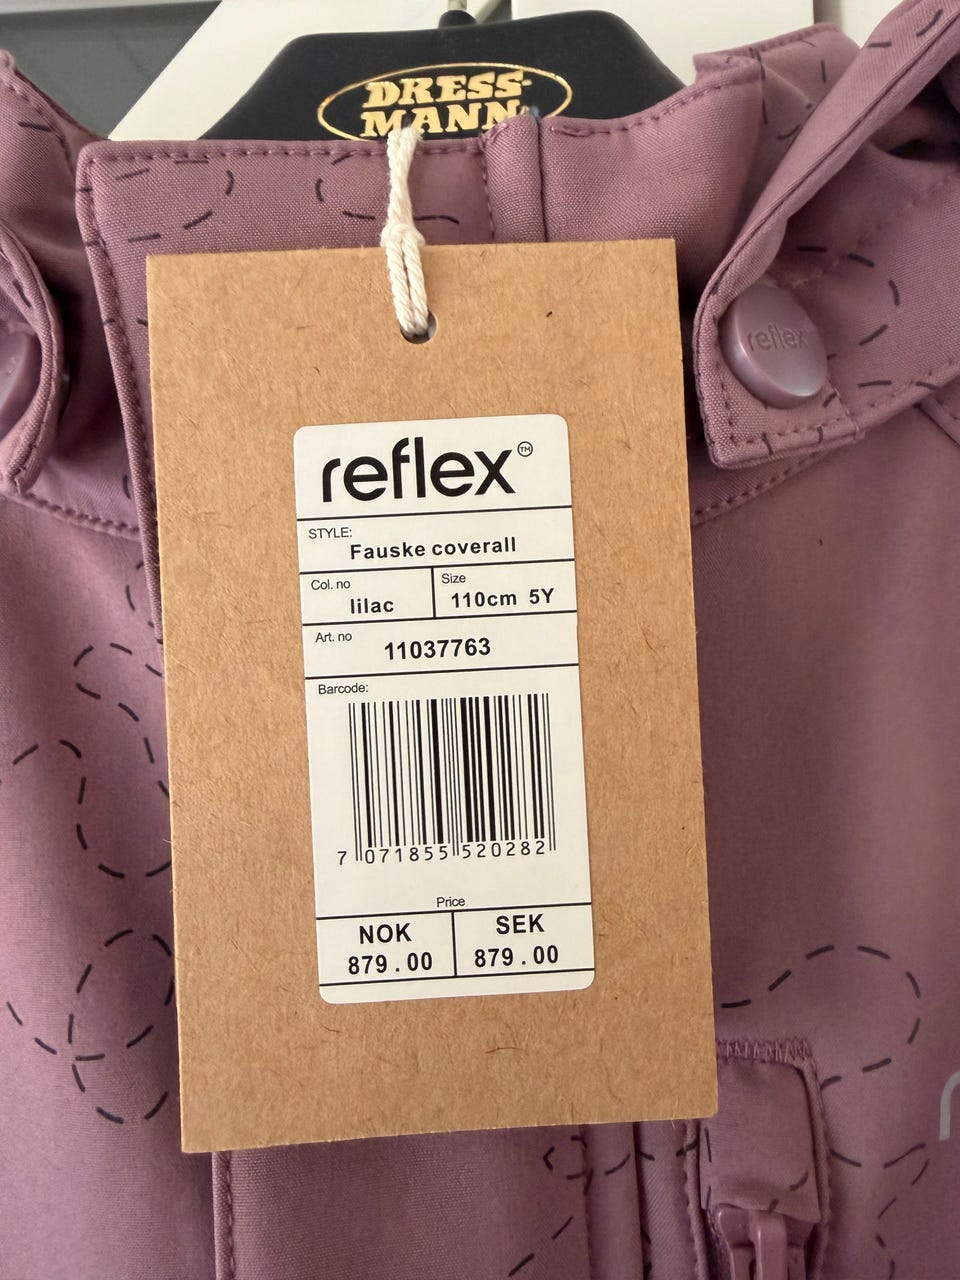 DRESS-
MANN®
reflex
reflex™
STYLE:
Fauske coverall
Col. no
lilac
Size
110cm 5Y
Art. no
11037763
Barcode:
7 071855 520282
Price
NOK
879.00
SEK
879.00